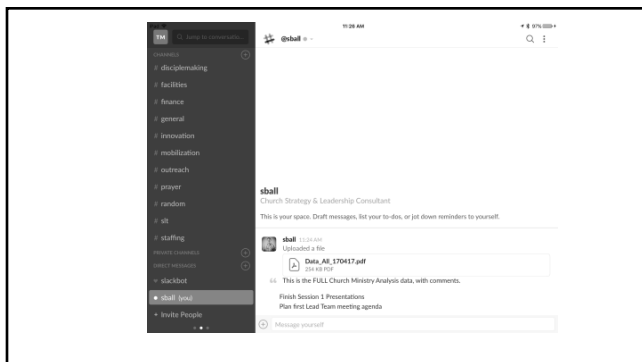 11:28 AM
97%
TM
Jump to conversatio...
@sball
CHANNELS
# disciplemaking
# facilities
# finance
# general
# innovation
# mobilization
# outreach
# prayer
# random
# slt
# staffing
PRIVATE CHANNELS
DIRECT MESSAGES
slackbot
sball (you)
+ Invite People
sball
Church Strategy & Leadership Consultant
This is your space. Draft messages, list your to-dos, or jot down reminders to yourself.
sball 11:26 AM
Uploaded a file
Data_All_170417.pdf
254 KB PDF
This is the FULL Church Ministry Analysis data, with comments.
Finish Session 1 Presentations
Plan first Lead Team meeting agenda
Message yourself